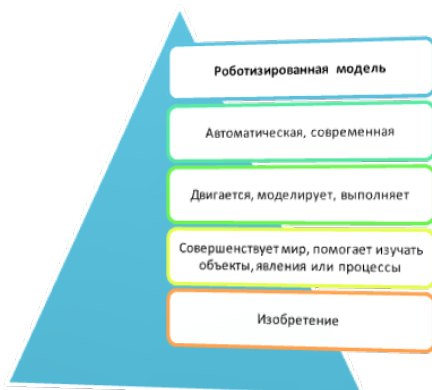 Роботизированная модель
Автоматическая, современная
Двигается, моделирует, выполняет
Совершенствует мир, помогает изучать
объекты, явления или процессы
Изобретение